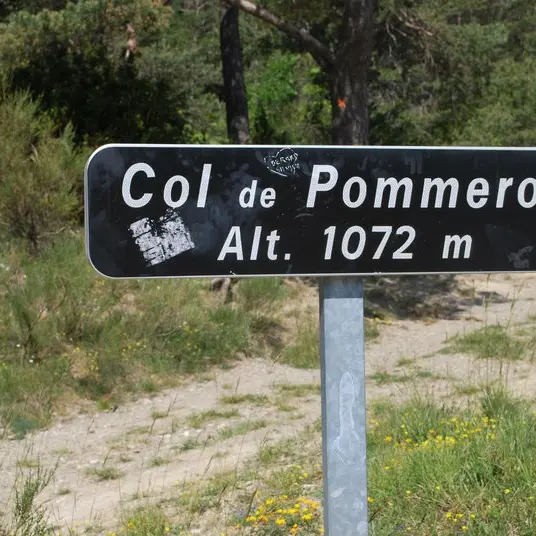 Col de Pommero
Alt. 1072 m